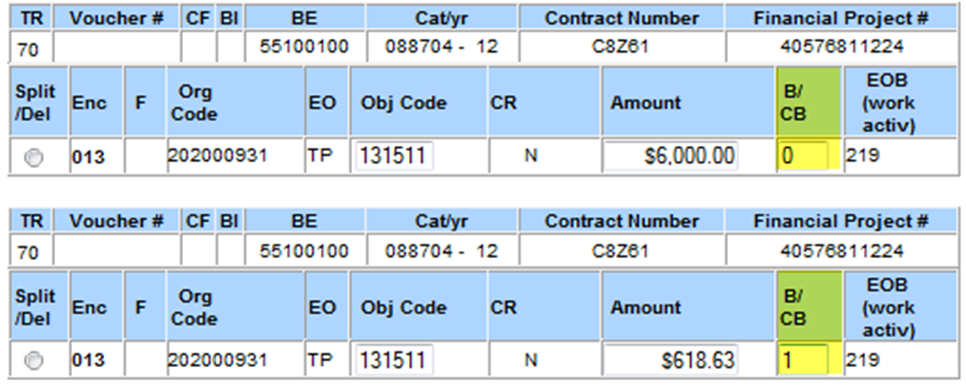 TR Voucher # CF BI BE Cat/yr Contract Number Financial Project #
70 55100100 088704 - 12 C8Z61 40576811224
Split /Del Enc F Org Code EO Obj Code CR Amount B/ CB EOB (work activ)
013 202000931 TP 131511 N $6,000.00 0 219
TR Voucher # CF BI BE Cat/yr Contract Number Financial Project #
70 55100100 088704 - 12 C8Z61 40576811224
Split /Del Enc F Org Code EO Obj Code CR Amount B/ CB EOB (work activ)
013 202000931 TP 131511 N $618.63 1 219